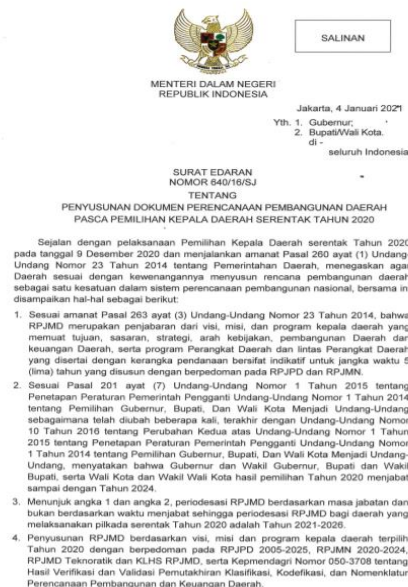 SALINAN
MENTERI DALAM NEGERI
REPUBLIK INDONESIA
Jakarta, 4 Januari 2021
Yth. 1. Gubernur;
2. Bupati/Wali Kota.
di -
seluruh Indonesia
SURAT EDARAN
NOMOR 640/16/SJ
TENTANG
PENYUSUNAN DOKUMEN PERENCANAAN PEMBANGUNAN DAERAH
PASCA PEMILIHAN KEPALA DAERAH SERENTAK TAHUN 2020
Sejalan dengan pelaksanaan Pemilihan Kepala Daerah serentak Tahun 2020
pada tanggal 9 Desember 2020 dan menjalankan amanat Pasal 260 ayat (1) Undang-
Undang Nomor 23 Tahun 2014 tentang Pemerintahan Daerah, menegaskan agar
Daerah sesuai dengan kewenangannya menyusun rencana pembangunan daerah
sebagai satu kesatuan dalam sistem perencanaan pembangunan nasional, bersama ini
disampaikan hal-hal sebagai berikut:
1. Sesuai amanat Pasal 263 ayat (3) Undang-Undang Nomor 23 Tahun 2014, bahwa
RPJMD merupakan penjabaran dari visi, misi, dan program kepala daerah yang
memuat tujuan, sasaran, strategi, arah kebijakan, pembangunan Daerah dan
keuangan Daerah, serta program Perangkat Daerah dan lintas Perangkat Daerah
yang disertai dengan kerangka pendanaan bersifat indikatif untuk jangka waktu 5
(lima) tahun yang disusun dengan berpedoman pada RPJPD dan RPJMN.
2. Sesuai Pasal 201 ayat (7) Undang-Undang Nomor 1 Tahun 2015 tentang
Penetapan Peraturan Pemerintah Pengganti Undang-Undang Nomor 1 Tahun 2014
tentang Pemilihan Gubernur, Bupati, Dan Wali Kota Menjadi Undang-Undang
sebagaimana telah diubah beberapa kali, terakhir dengan Undang-Undang Nomor
10 Tahun 2016 tentang Perubahan Kedua atas Undang-Undang Nomor 1 Tahun
2015 tentang Penetapan Peraturan Pemerintah Pengganti Undang-Undang Nomor
1 Tahun 2014 tentang Pemilihan Gubernur, Bupati, Dan Wali Kota Menjadi Undang-
Undang, menyatakan bahwa Gubernur dan Wakil Gubernur, Bupati dan Wakil
Bupati, serta Wali Kota dan Wakil Wali Kota hasil pemilihan Tahun 2020 menjabat
sampai dengan Tahun 2024.
3. Menunjuk angka 1 dan angka 2, periodesasi RPJMD berdasarkan masa jabatan dan
bukan berdasarkan waktu menjabat sehingga periodesasi RPJMD bagi daerah yang
melaksanakan pilkada serentak Tahun 2020 adalah Tahun 2021-2026.
4. Penyusunan RPJMD berdasarkan visi, misi dan program kepala daerah terpilih
Tahun 2020 dengan berpedoman pada RPJPD 2005-2025, RPJMN 2020-2024,
RPJMD Teknoratik dan KLHS RPJMD, serta Kepmendagri Nomor 050-3708 tentang
Hasil Verifikasi dan Validasi Pemutakhiran Klasifikasi, Kodefikasi, dan Nomenklatur
Perencanaan Pembangunan dan Keuangan Daerah.